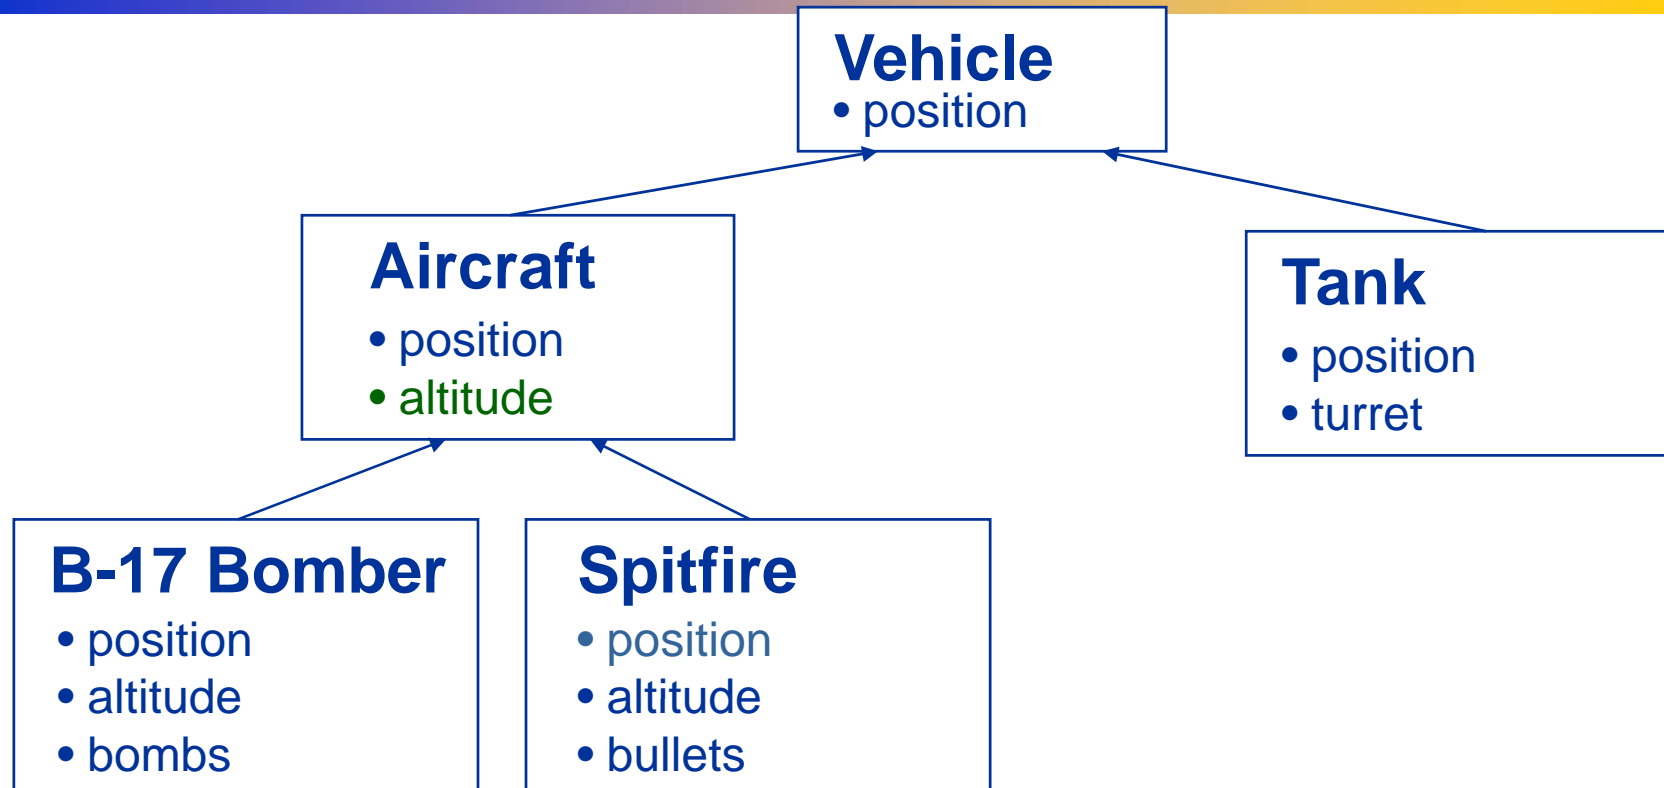 Vehicle
• position
Aircraft
• position
• altitude
Tank
• position
• turret
B-17 Bomber
• position
• altitude
• bombs
Spitfire
• position
• altitude
• bullets